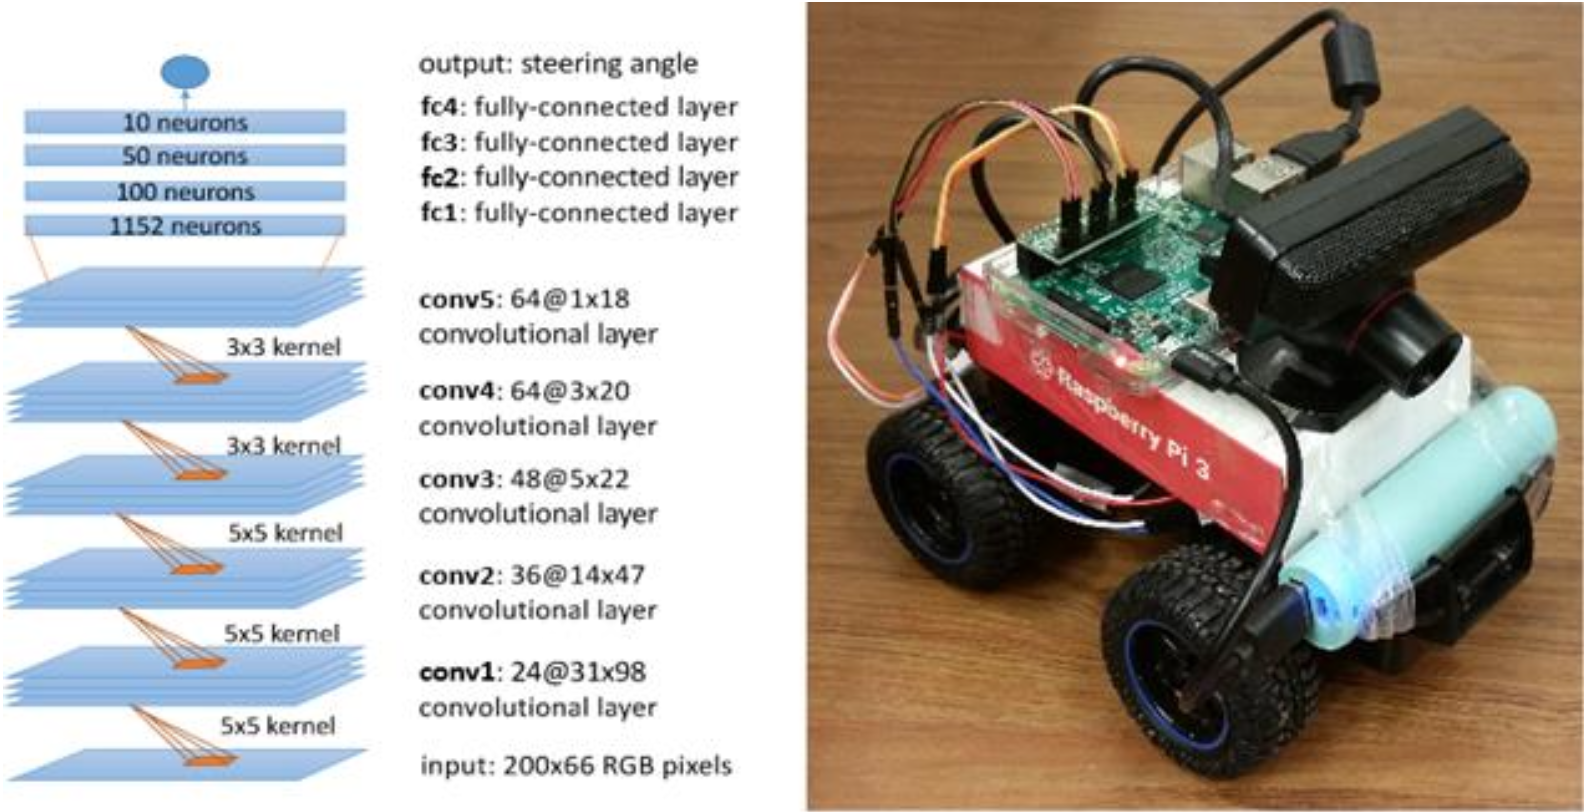 output: steering angle
10 neurons
fc4: fully-connected layer
50 neurons
fc3: fully-connected layer
100 neurons
fc2: fully-connected layer
1152 neurons
fc1: fully-connected layer
conv5: 64@1x18
convolutional layer
3x3 kernel
conv4: 64@3x20
convolutional layer
3x3 kernel
conv3: 48@5x22
convolutional layer
5x5 kernel
conv2: 36@14x47
convolutional layer
5x5 kernel
conv1: 24@31x98
convolutional layer
5x5 kernel
input: 200x66 RGB pixels
Raspberry Pi 3